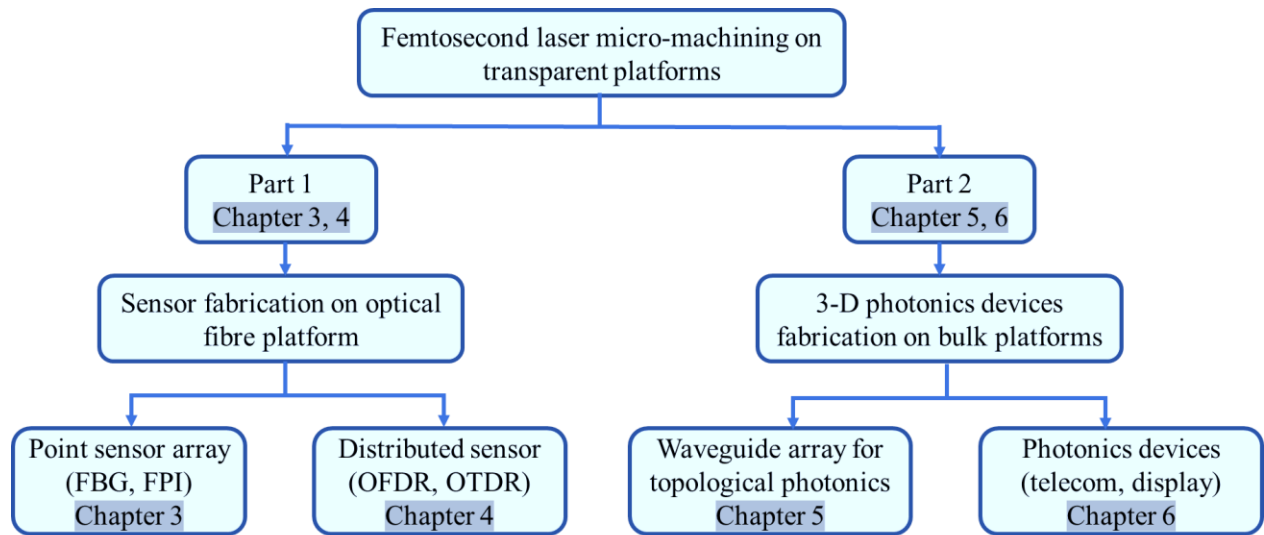 Femtosecond laser micro-machining on
transparent platforms
Part 1
Chapter 3, 4
Part 2
Chapter 5, 6
Sensor fabrication on optical
fibre platform
3-D photonics devices
fabrication on bulk platforms
Point sensor array
(FBG, FPI)
Chapter 3
Distributed sensor
(OFDR, OTDR)
Chapter 4
Waveguide array for
topological photonics
Chapter 5
Photonics devices
(telecom, display)
Chapter 6